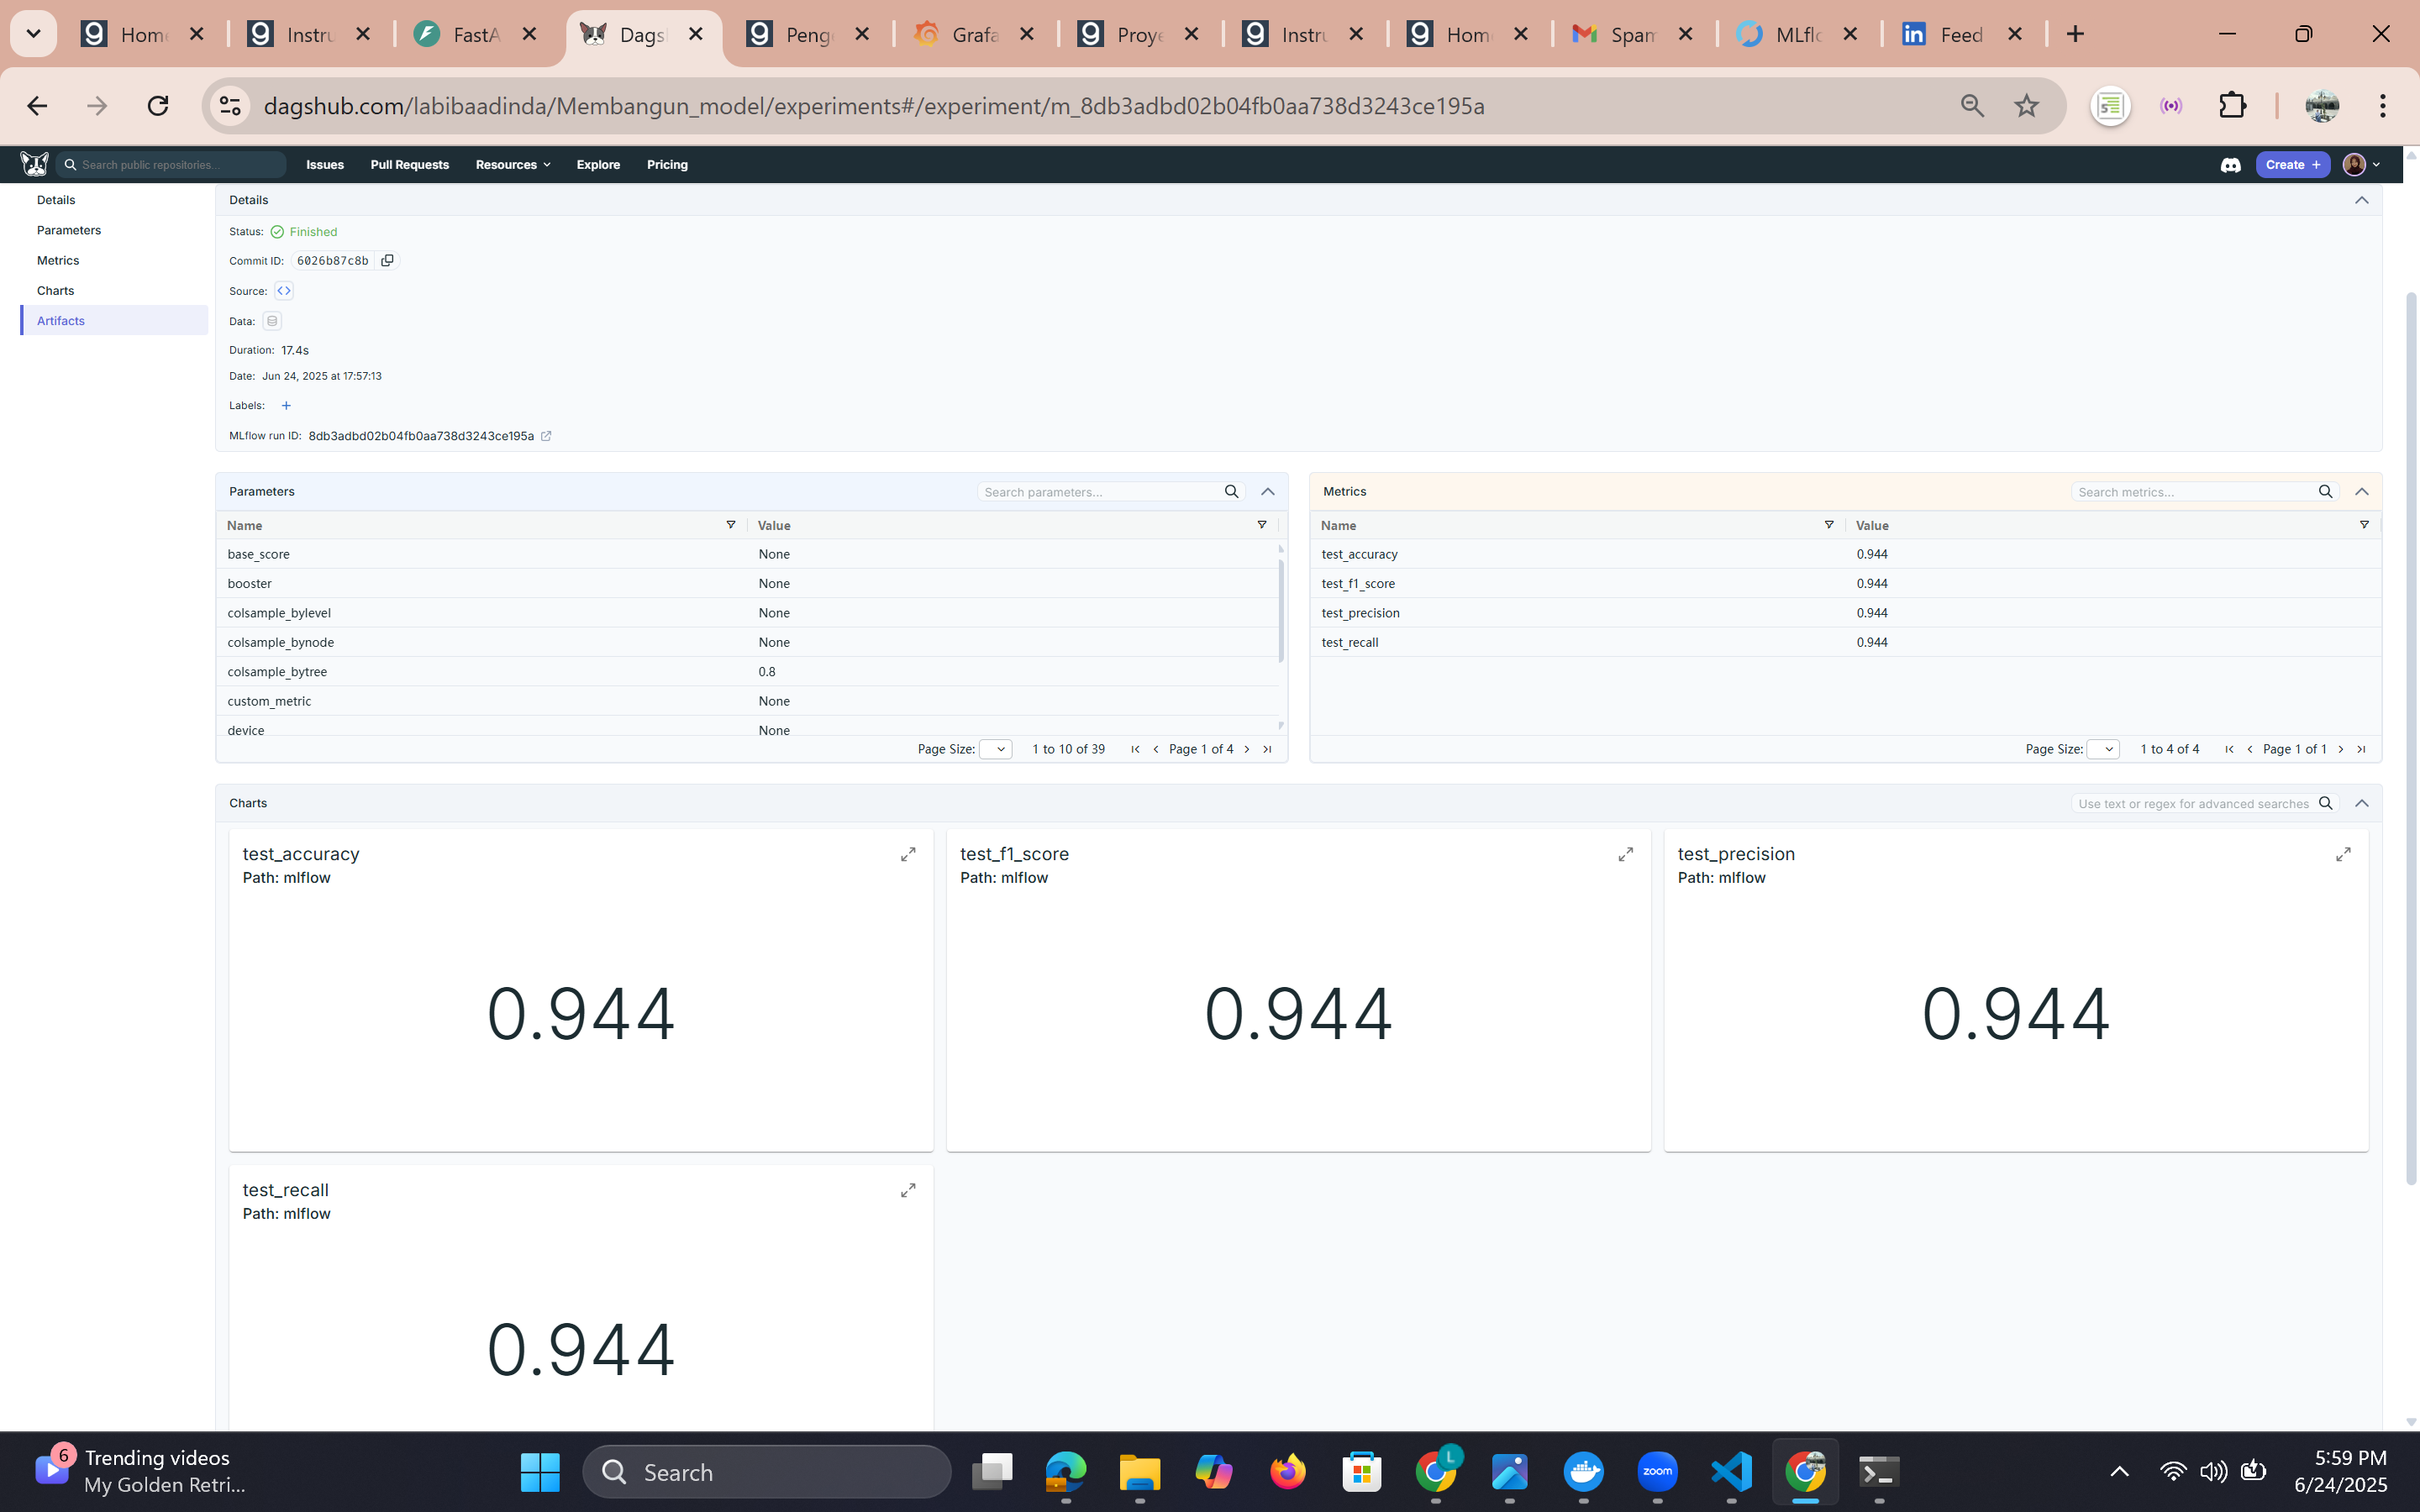 Home
Instru
FastA
Dags
Peng
Grafa
Proye
Instru
Hom
Spam
MLflo
Feed
dagshub.com/labibaadinda/Membangun_model/experiments#/experiment/m_8db3adbd02b04fb0aa738d3243ce195a
Search public repositories...
Issues
Pull Requests
Resources
Explore
Pricing
Create +
Details
Parameters
Metrics
Charts
Artifacts
Details
Status: Finished
Commit ID: 6026b87c8b
Source:
Data:
Duration: 17.4s
Date: Jun 24, 2025 at 17:57:13
Labels: +
MLflow run ID: 8db3adbd02b04fb0aa738d3243ce195a
Parameters
Search parameters...
Name Value
base_score None
booster None
colsample_bylevel None
colsample_bynode None
colsample_bytree 0.8
custom_metric None
device None
Page Size: 1 to 10 of 39 Page 1 of 4
Metrics
Search metrics...
Name Value
test_accuracy 0.944
test_f1_score 0.944
test_precision 0.944
test_recall 0.944
Page Size: 1 to 4 of 4 Page 1 of 1
Charts
Use text or regex for advanced searches
test_accuracy
Path: mlflow
0.944
test_f1_score
Path: mlflow
0.944
test_precision
Path: mlflow
0.944
test_recall
Path: mlflow
0.944
6
Trending videos
My Golden Retri...
Search
L
zoom
5:59 PM
6/24/2025